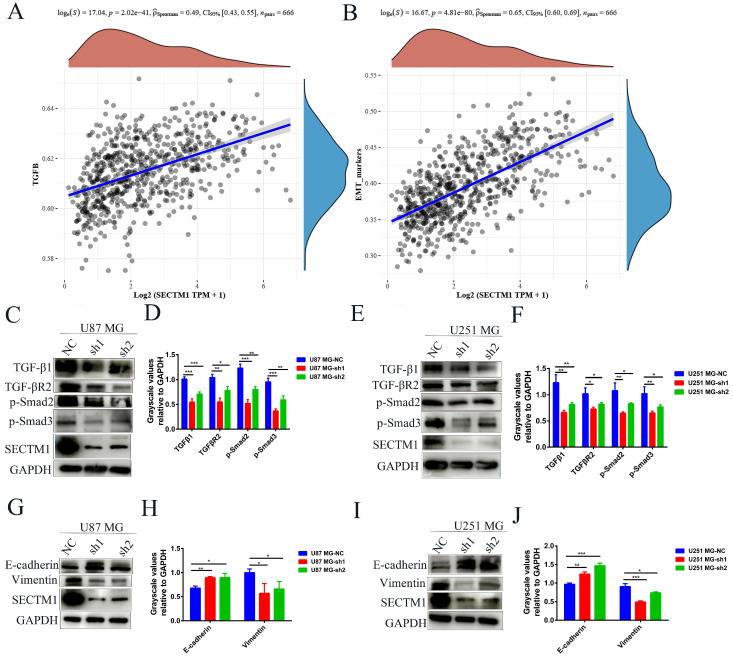 A
logₑ(S) = 17.04, p = 2.02e−41, ρ̂Spearman = 0.49, CI95% [0.43, 0.55], npairs = 666
0.64
0.62
0.60
0.58
TGFB
0 2 4 6
Log2 (SECTM1 TPM + 1)
B
logₑ(S) = 16.67, p = 4.81e−80, ρ̂Spearman = 0.65, CI95% [0.60, 0.69], npairs = 666
0.55
0.50
0.45
0.40
0.35
0.30
EMT_markers
0 2 4 6
Log2 (SECTM1 TPM + 1)
C
U87 MG
NC sh1 sh2
TGF-β1
TGF-βR2
p-Smad2
p-Smad3
SECTM1
GAPDH
D
Grayscale values
relative to GAPDH
1.5
1.0
0.5
0.0
*** *** ** * *** ** *** **
TGFβ1 TGFβR2 p-Smad2 p-Smad3
U87 MG-NC
U87 MG-sh1
U87 MG-sh2
E
U251 MG
NC sh1 sh2
TGF-β1
TGF-βR2
p-Smad2
p-Smad3
SECTM1
GAPDH
F
Grayscale values
relative to GAPDH
1.5
1.0
0.5
0.0
** ** * * ** * ** *
TGFβ1 TGFβR2 p-Smad2 p-Smad3
U251 MG-NC
U251 MG-sh1
U251 MG-sh2
G
U87 MG
NC sh1 sh2
E-cadherin
Vimentin
SECTM1
GAPDH
H
Grayscale values
relative to GAPDH
1.5
1.0
0.5
0.0
** * * *
E-cadherin Vimentin
U87 MG-NC
U87 MG-sh1
U87 MG-sh2
I
U251 MG
NC sh1 sh2
E-cadherin
Vimentin
SECTM1
GAPDH
J
Grayscale values
relative to GAPDH
2.0
1.5
1.0
0.5
0.0
** *** *** *
E-cadherin Vimentin
U251 MG-NC
U251 MG-sh1
U251 MG-sh2